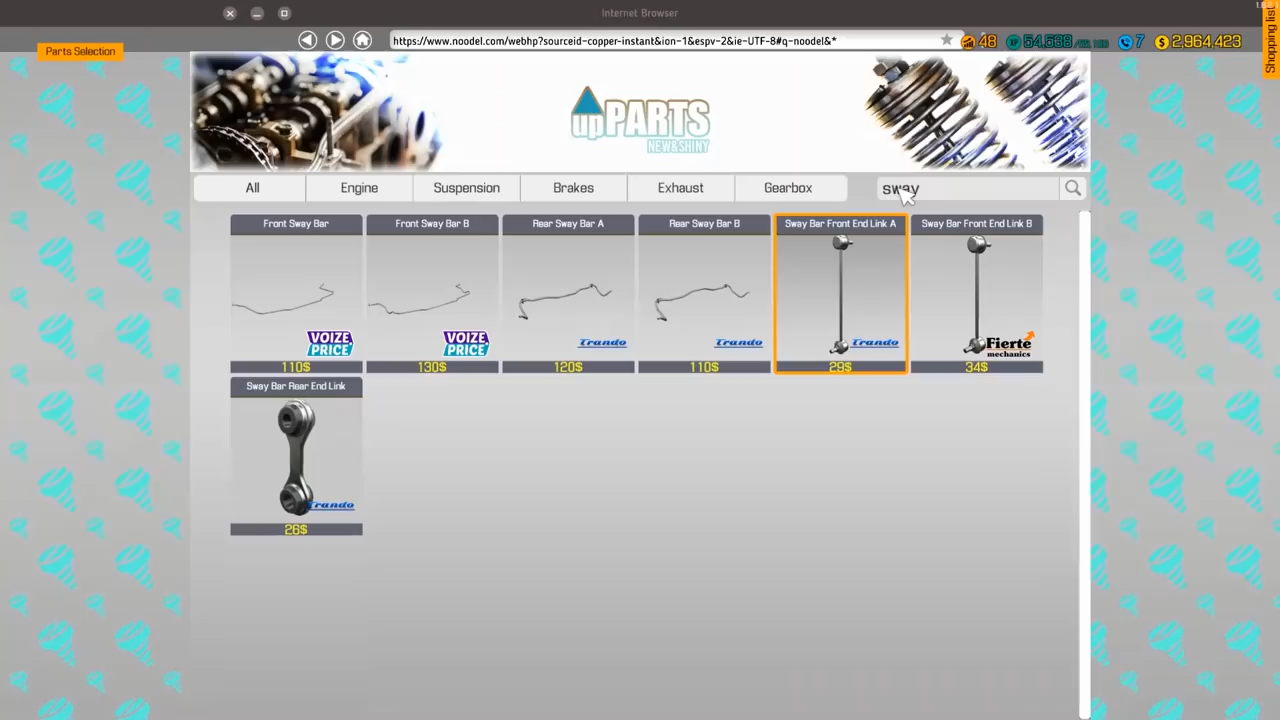 Internet Browser
Parts Selection
https://www.noodel.com/webhp?sourceid-copper-instant&ion-1&espv-2&ie-UTF-8#q-noodel&*
48
7
2,964,423
Shopping list
upPARTS
NEW&SHINY
All
Engine
Suspension
Brakes
Exhaust
Gearbox
sway
Front Sway Bar
Front Sway Bar B
Rear Sway Bar A
Rear Sway Bar B
Sway Bar Front End Link A
Sway Bar Front End Link B
VOIZE PRICE
VOIZE PRICE
Trando
Trando
Trando
Fierte mechanics
110$
130$
120$
110$
29$
34$
Sway Bar Rear End Link
Trando
26$